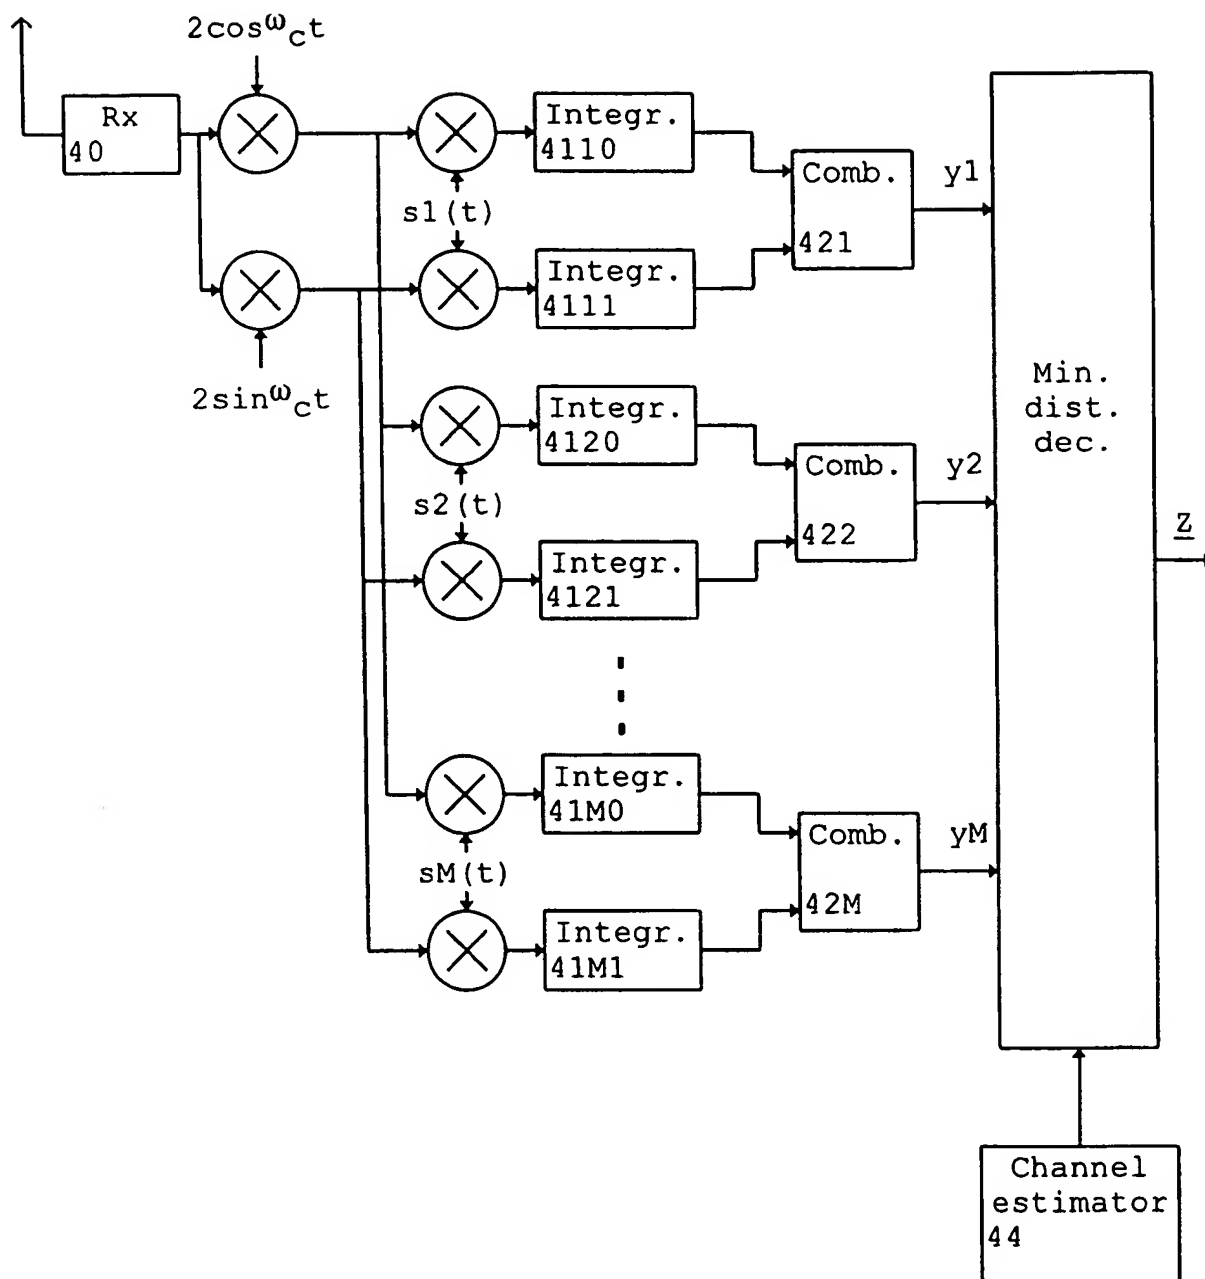 2cosωct
Rx
40
Integr.
4110
s1(t)
Integr.
4111
Comb.
421
y1
2sinωct
Integr.
4120
s2(t)
Integr.
4121
Comb.
422
y2
Min.
dist.
dec.
Z
Integr.
41M0
sM(t)
Integr.
41M1
Comb.
42M
yM
Channel
estimator
44